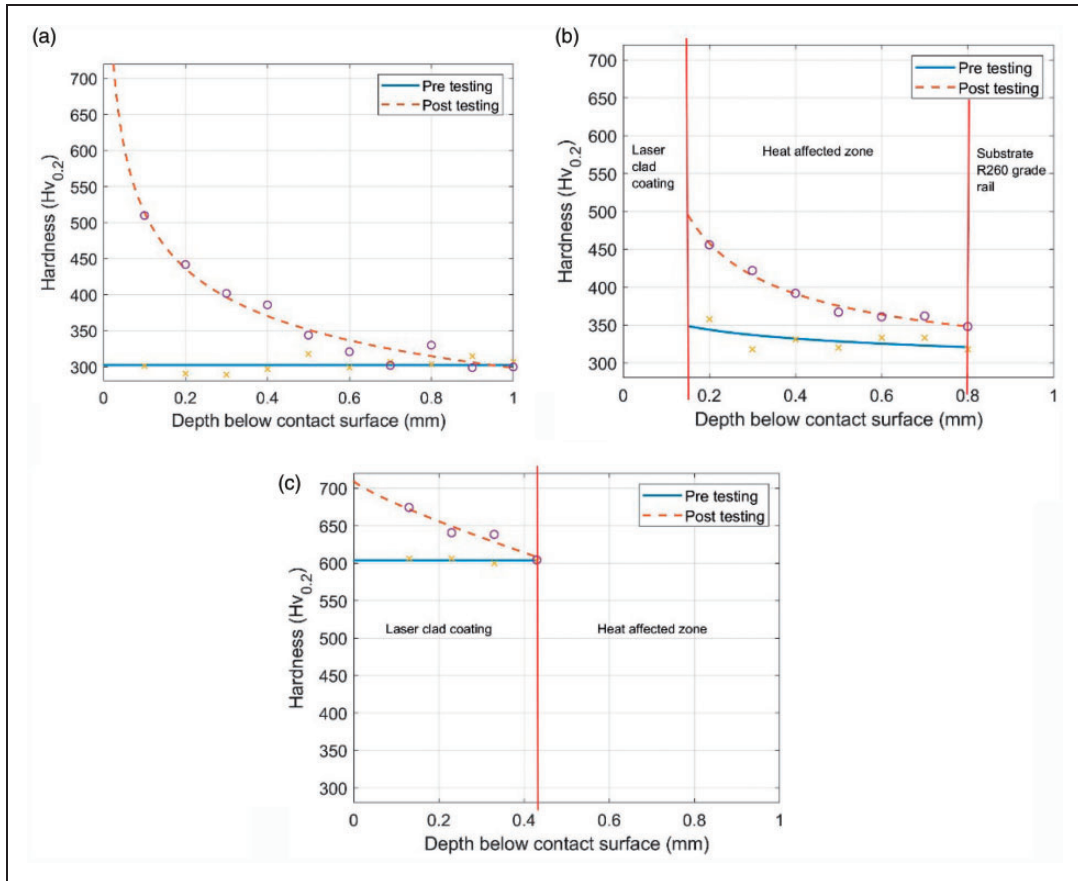 (a)
Pre testing
Post testing
700
650
600
550
500
450
400
350
300
Hardness (Hv0.2)
0
0.2
0.4
0.6
0.8
1
Depth below contact surface (mm)
(b)
Pre testing
Post testing
Laser
clad
coating
Heat affected zone
Substrate
R260 grade
rail
700
650
600
550
500
450
400
350
300
Hardness (Hv0.2)
0
0.2
0.4
0.6
0.8
1
Depth below contact surface (mm)
(c)
Pre testing
Post testing
Laser clad coating
Heat affected zone
700
650
600
550
500
450
400
350
300
Hardness (Hv0.2)
0
0.2
0.4
0.6
0.8
1
Depth below contact surface (mm)